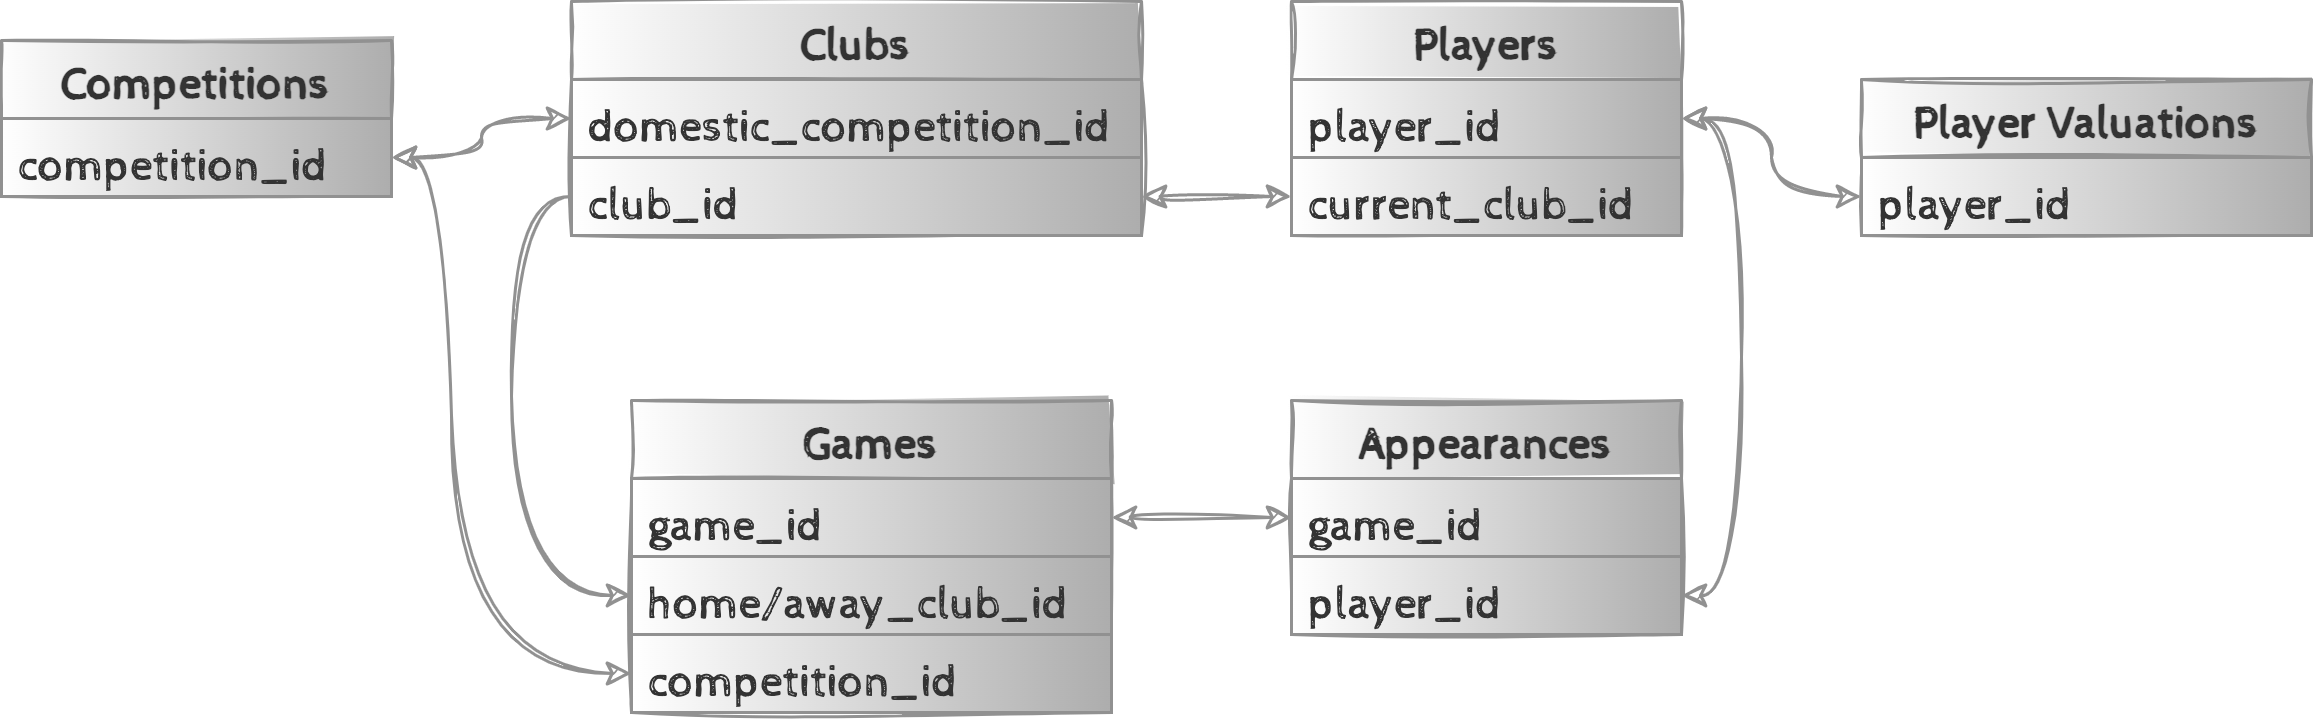 Competitions
competition_id
Clubs
domestic_competition_id
club_id
Players
player_id
current_club_id
Player Valuations
player_id
Games
game_id
home/away_club_id
competition_id
Appearances
game_id
player_id